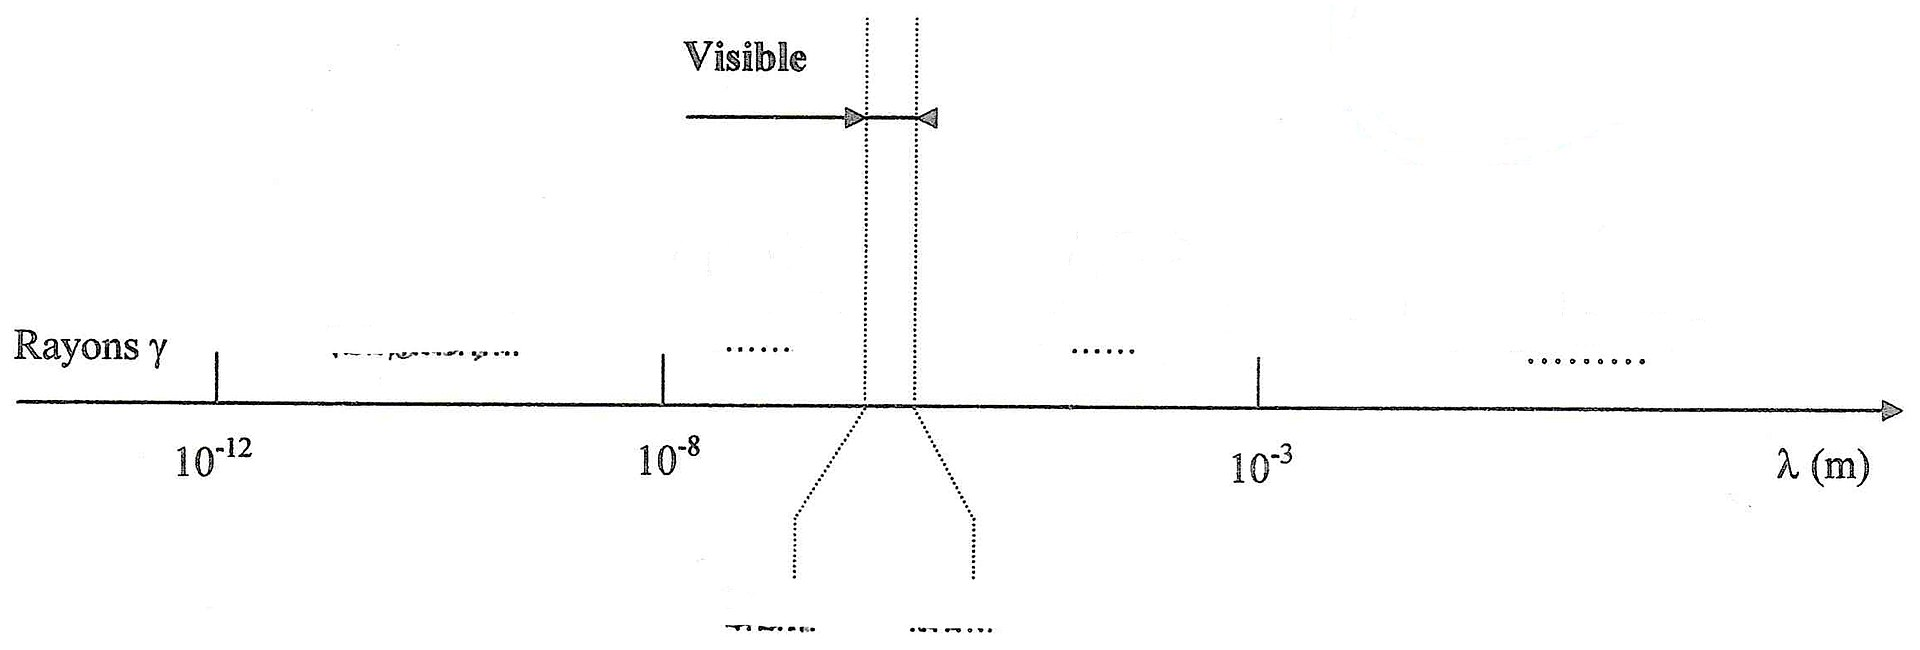 Visible
Rayons γ
10⁻¹² 10⁻⁸ 10⁻³ λ (m)